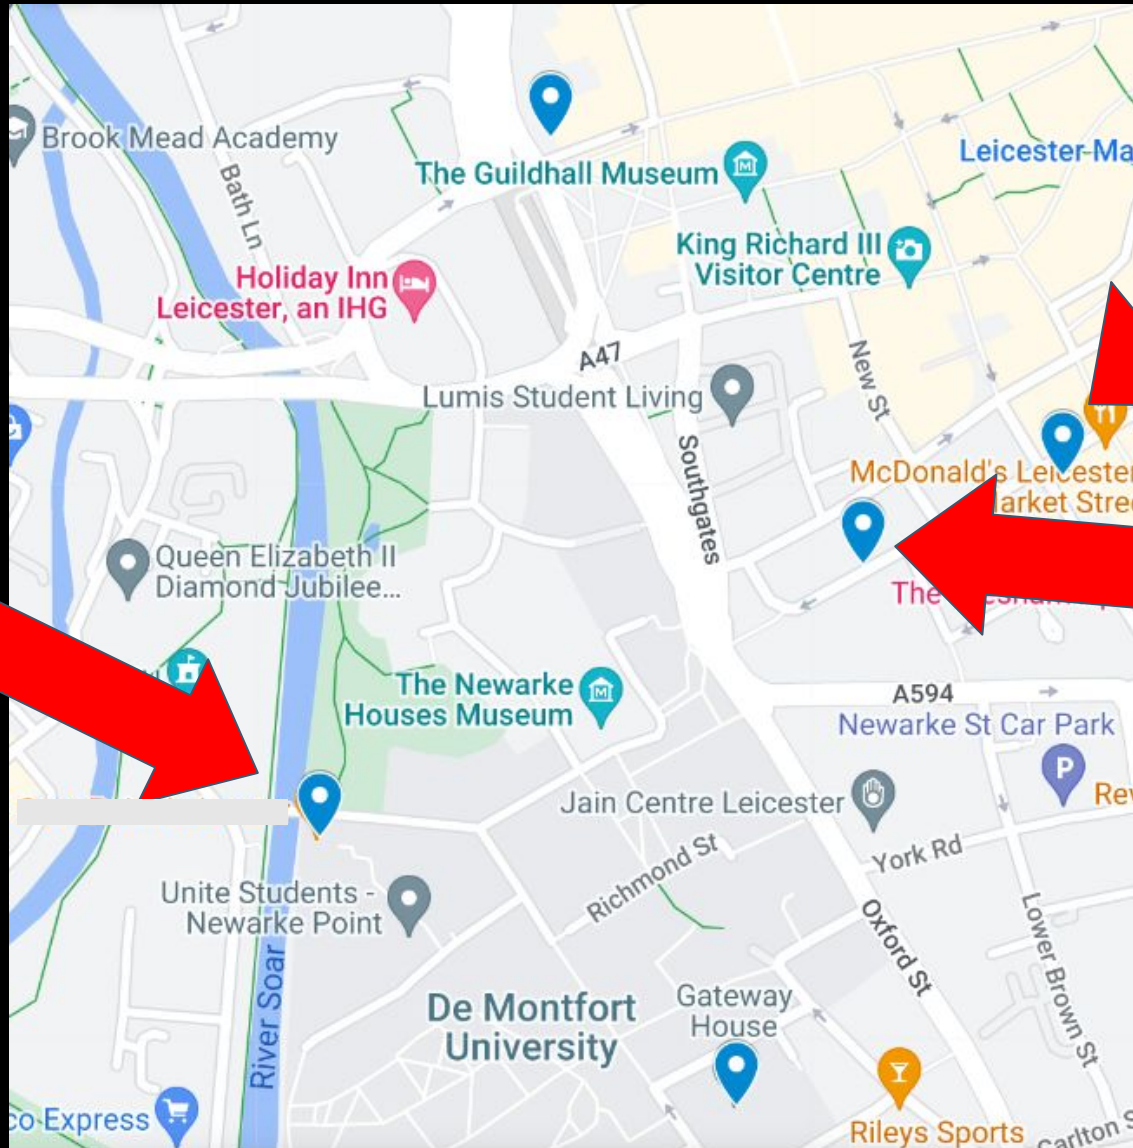 Brook Mead Academy
Bath Ln
The Guildhall Museum
Leicester Ma
King Richard III
Visitor Centre
Holiday Inn
Leicester, an IHG
A47
New St
Lumis Student Living
Southgates
McDonald's Leicester
arket Stre
Queen Elizabeth II
Diamond Jubilee...
The
The Newarke
Houses Museum
A594
Newarke St Car Park
P
Jain Centre Leicester
Rev
York Rd
Richmond St
Unite Students -
Newarke Point
Oxford St
Lower Brown St
River Soar
De Montfort
University
Gateway
House
co Express
Rileys Sports
arlton S